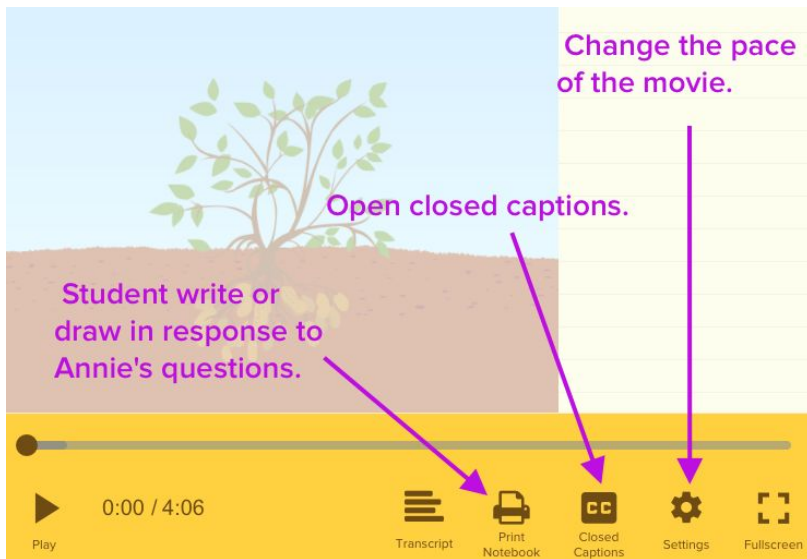 Change the pace
of the movie.
Open closed captions.
Student write or
draw in response to
Annie's questions.
0:00 / 4:06
Play
Transcript
Print
Notebook
CC
Closed
Captions
Settings
Fullscreen